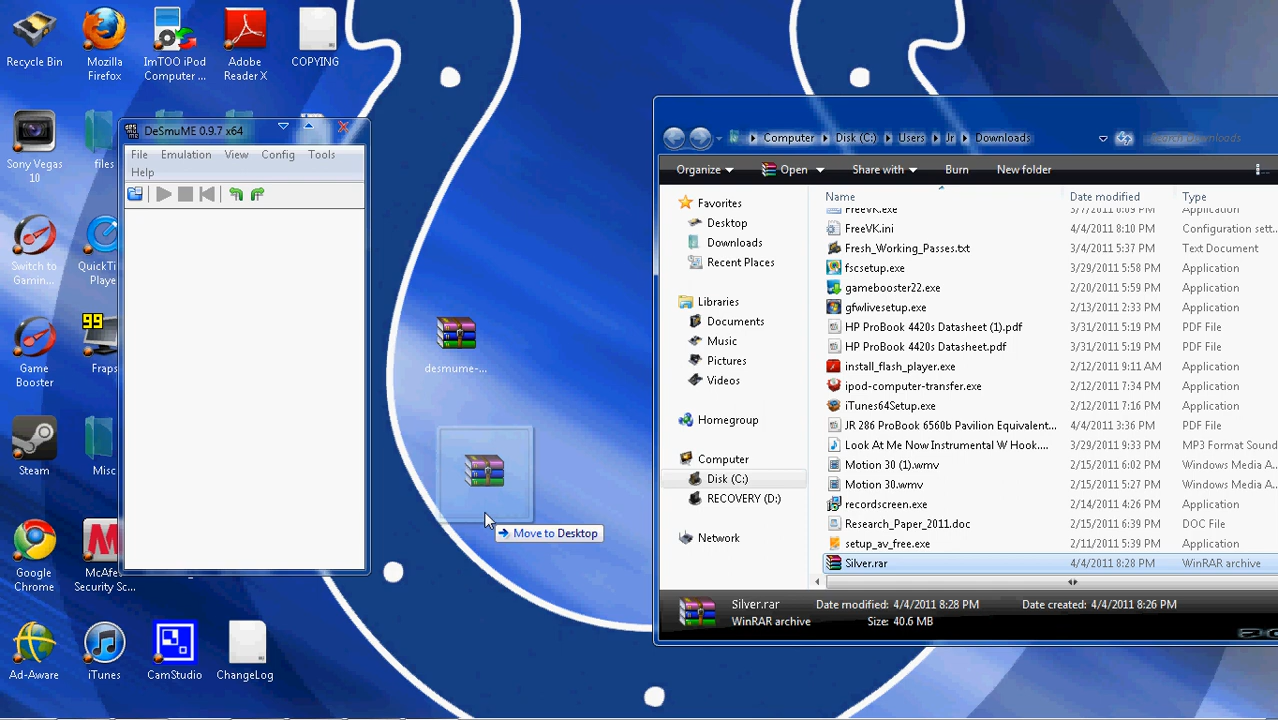 Recycle Bin
Mozilla Firefox
ImTOO iPod Computer ...
Adobe Reader X
COPYING
Sony Vegas 10
files
Switch to Gamin...
QuickTi... Player
Game Booster
99
Fraps
Steam
Misc
Google Chrome
McAfe... Security Sc...
Ad-Aware
iTunes
CamStudio
ChangeLog
DeSmuME 0.9.7 x64
File Emulation View Config Tools
Help
desmume-...
Move to Desktop
Computer Disk (C:) Users Jr Downloads
Search Downloads
Organize Open Share with Burn New folder
Favorites
Desktop
Downloads
Recent Places
Libraries
Documents
Music
Pictures
Videos
Homegroup
Computer
Disk (C:)
RECOVERY (D:)
Network
Name Date modified Type
FreeVK.exe 3/7/2011 8:09 PM Application
FreeVK.ini 4/4/2011 8:10 PM Configuration sett...
Fresh_Working_Passes.txt 3/4/2011 5:37 PM Text Document
fscsetup.exe 3/29/2011 5:58 PM Application
gamebooster22.exe 2/20/2011 5:59 PM Application
gfwlivesetup.exe 2/13/2011 2:33 PM Application
HP ProBook 4420s Datasheet (1).pdf 3/31/2011 5:19 PM PDF File
HP ProBook 4420s Datasheet.pdf 3/31/2011 5:19 PM PDF File
install_flash_player.exe 2/12/2011 9:11 AM Application
ipod-computer-transfer.exe 2/12/2011 7:34 PM Application
iTunes64Setup.exe 2/12/2011 7:16 PM Application
JR 286 ProBook 6560b Pavilion Equivalent... 4/4/2011 3:36 PM PDF File
Look At Me Now Instrumental W Hook.... 3/29/2011 9:33 PM MP3 Format Sound
Motion 30 (1).wmv 2/15/2011 6:02 PM Windows Media A...
Motion 30.wmv 2/15/2011 5:27 PM Windows Media A...
recordscreen.exe 2/14/2011 4:26 PM Application
Research_Paper_2011.doc 2/15/2011 6:39 PM DOC File
setup_av_free.exe 2/11/2011 5:39 PM Application
Silver.rar 4/4/2011 8:28 PM WinRAR archive
Silver.rar Date modified: 4/4/2011 8:28 PM Date created: 4/4/2011 8:26 PM
WinRAR archive Size: 40.6 MB